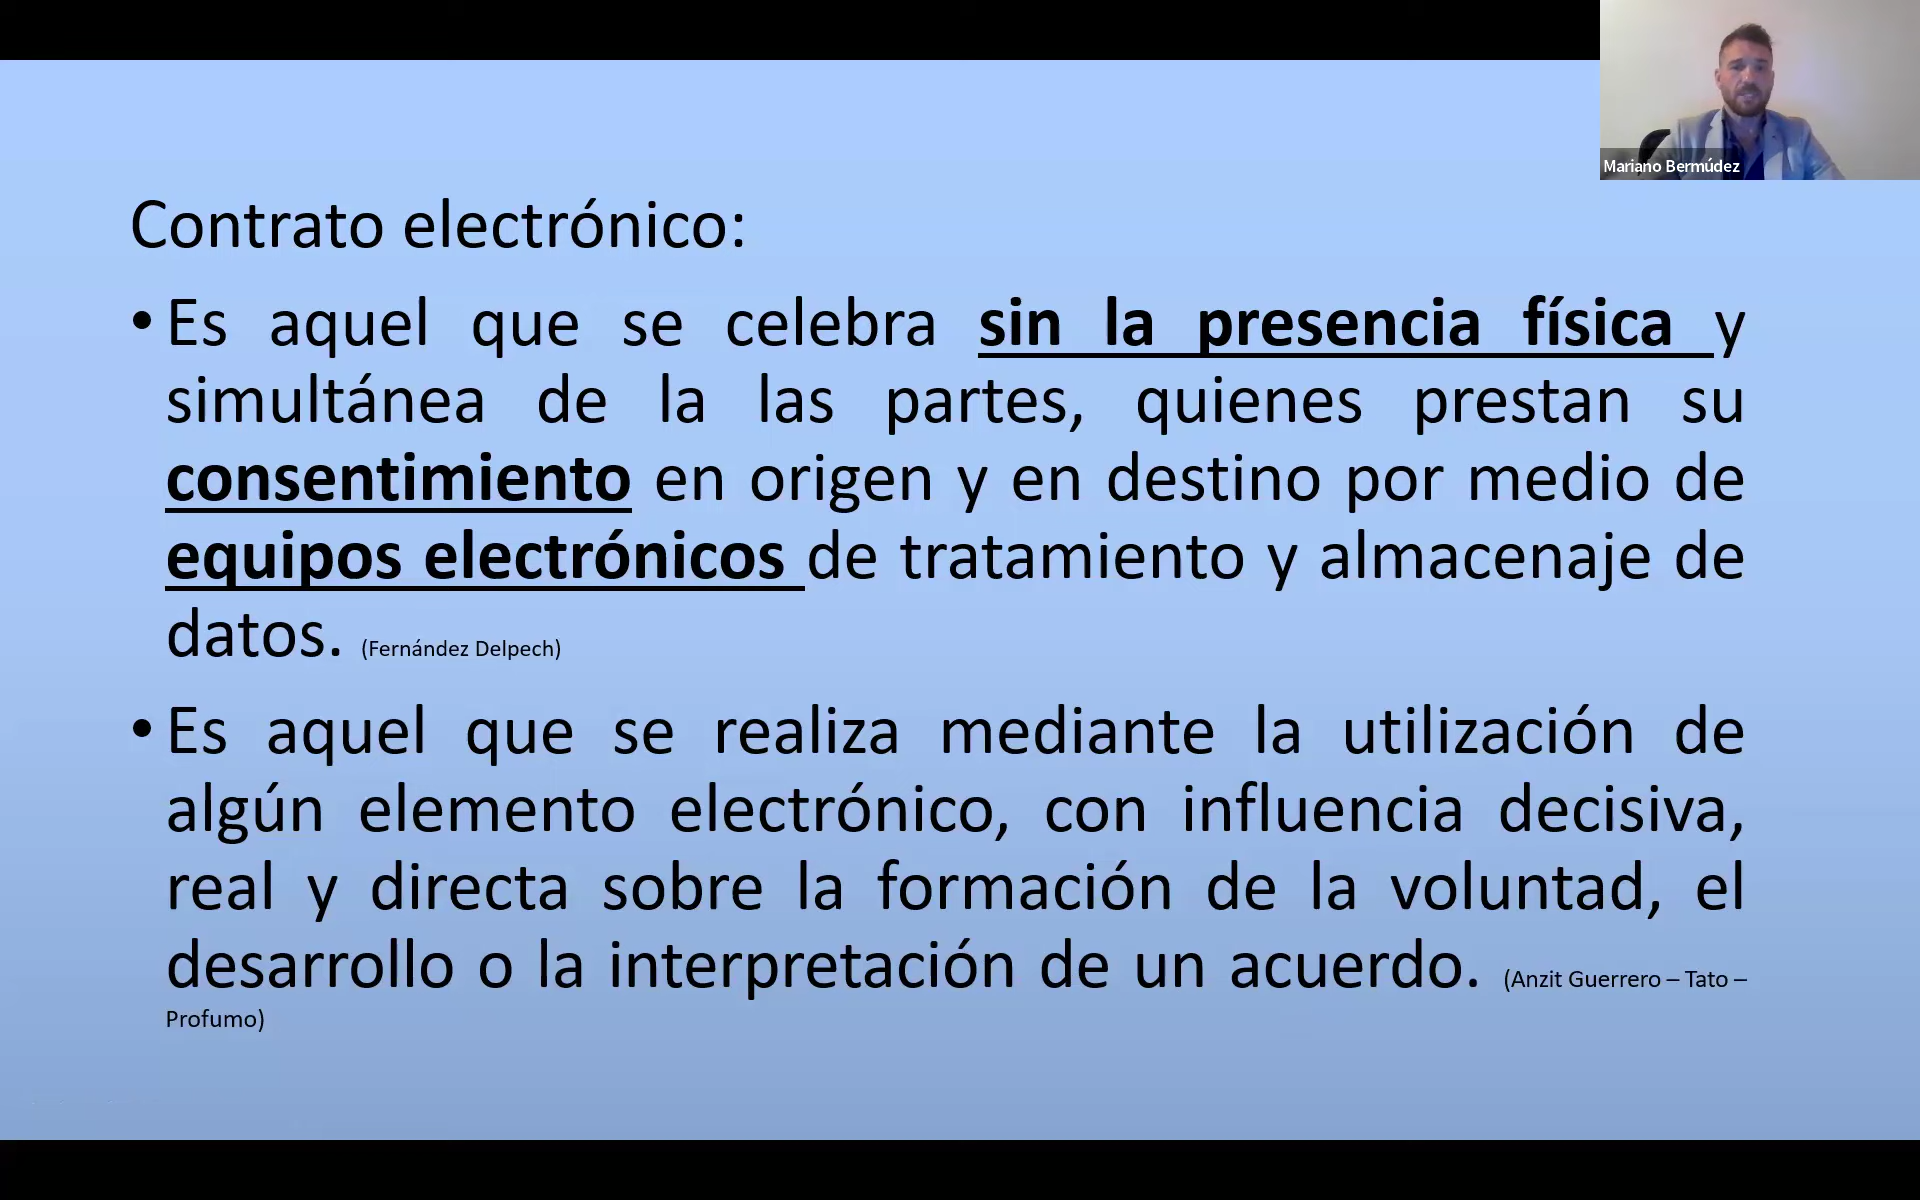 Mariano Bermúdez
Contrato electrónico:
• Es aquel que se celebra sin la presencia física y
simultánea de la las partes, quienes prestan su
consentimiento en origen y en destino por medio de
equipos electrónicos de tratamiento y almacenaje de
datos. (Fernández Delpech)
• Es aquel que se realiza mediante la utilización de
algún elemento electrónico, con influencia decisiva,
real y directa sobre la formación de la voluntad, el
desarrollo o la interpretación de un acuerdo. (Anzit Guerrero – Tato –
Profumo)